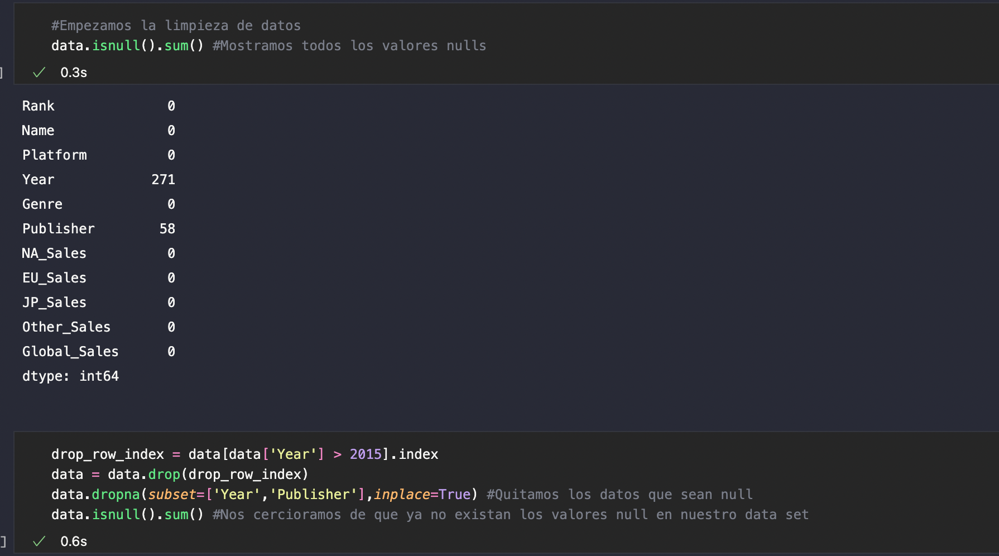 #Empezamos la limpieza de datos
data.isnull().sum() #Mostramos todos los valores nulls
]
0.3s
Rank 0
Name 0
Platform 0
Year 271
Genre 0
Publisher 58
NA_Sales 0
EU_Sales 0
JP_Sales 0
Other_Sales 0
Global_Sales 0
dtype: int64
drop_row_index = data[data['Year'] > 2015].index
data = data.drop(drop_row_index)
data.dropna(subset=['Year','Publisher'],inplace=True) #Quitamos los datos que sean null
data.isnull().sum() #Nos cercioramos de que ya no existan los valores null en nuestro data set
]
0.6s